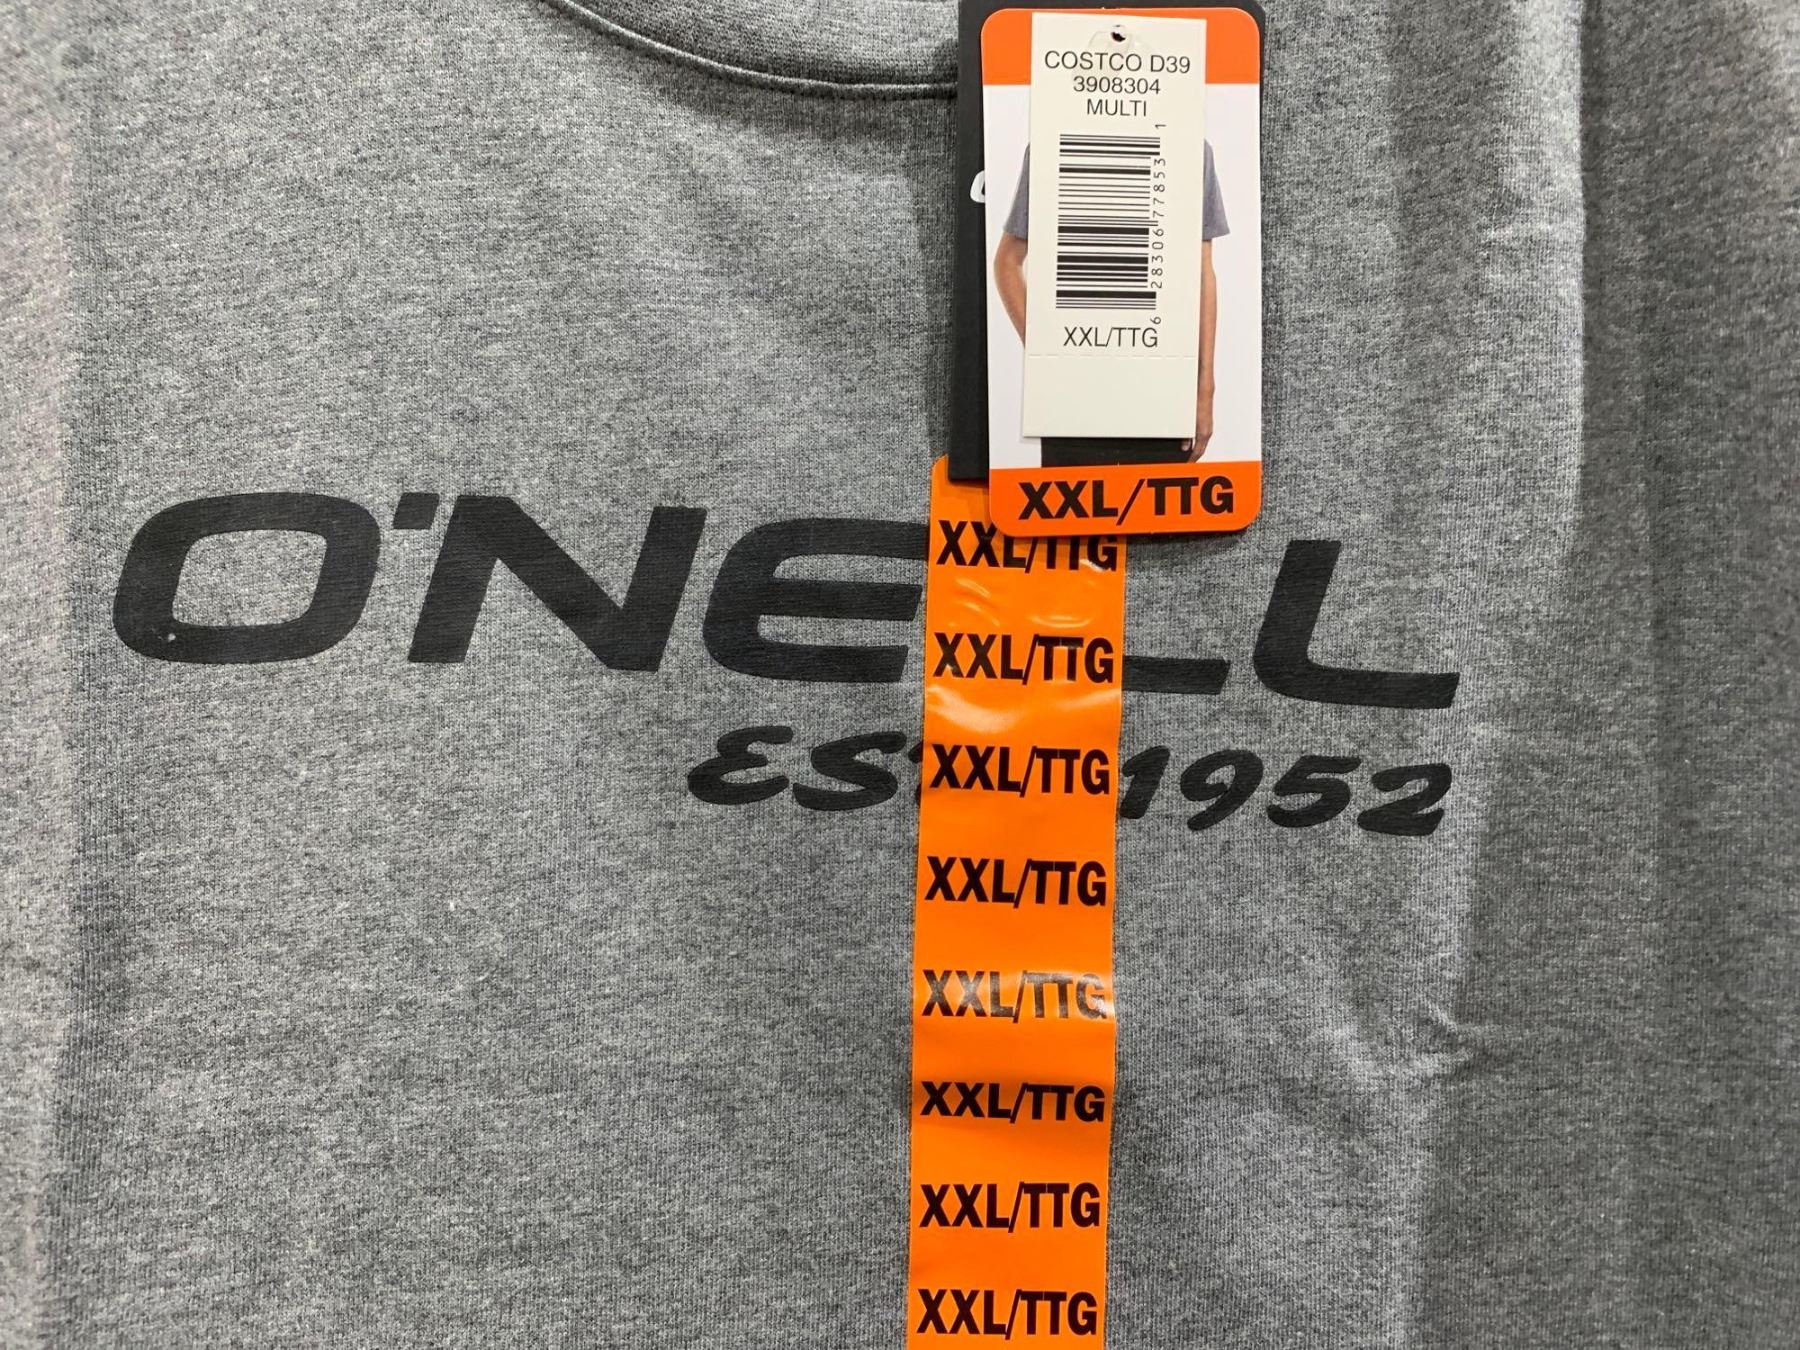 COSTCO D39
3908304
MULTI
6 28306 77853 1
XXL/TTG
XXL/TTG
XXL/TTG
XXL/TTG
XXL/TTG
XXL/TTG
XXL/TTG
XXL/TTG
XXL/TTG
XXL/TTG
O'NE LL
ES 1952